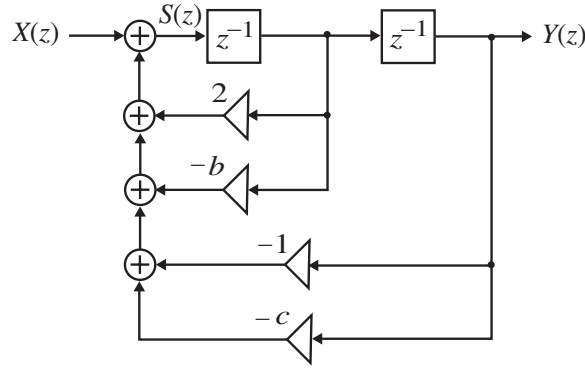 X(z) + S(z) z⁻¹ z⁻¹ Y(z)
+ 2
+ −b
+ −1
−c